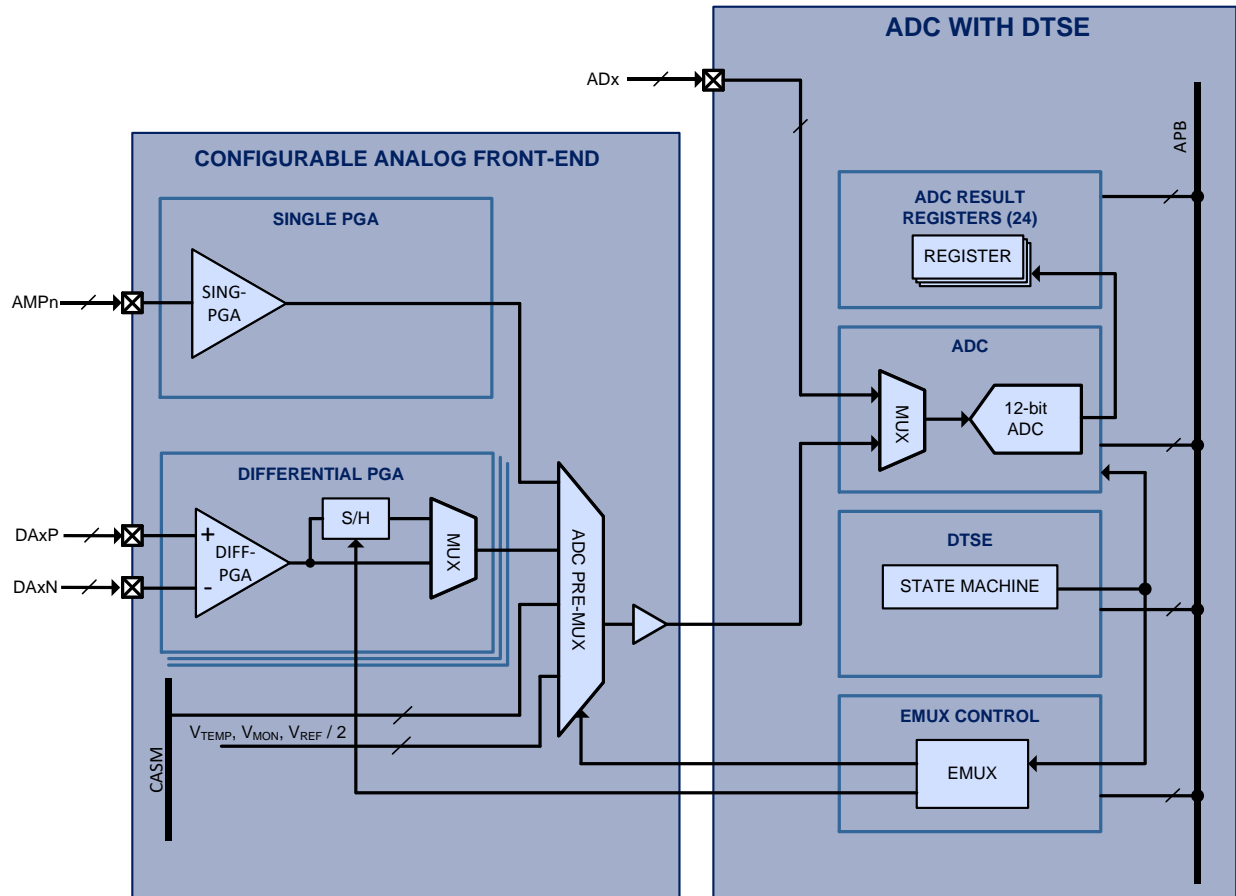 ADC WITH DTSE
ADx
APB
CONFIGURABLE ANALOG FRONT-END
SINGLE PGA
ADC RESULT
REGISTERS (24)
REGISTER
AMPn
SING-
PGA
ADC
MUX
12-bit
ADC
DIFFERENTIAL PGA
S/H
MUX
DAxP
+
DIFF-
PGA
DAxN
-
ADC PRE-MUX
DTSE
STATE MACHINE
EMUX CONTROL
EMUX
CASM
VTEMP, VMON, VREF / 2